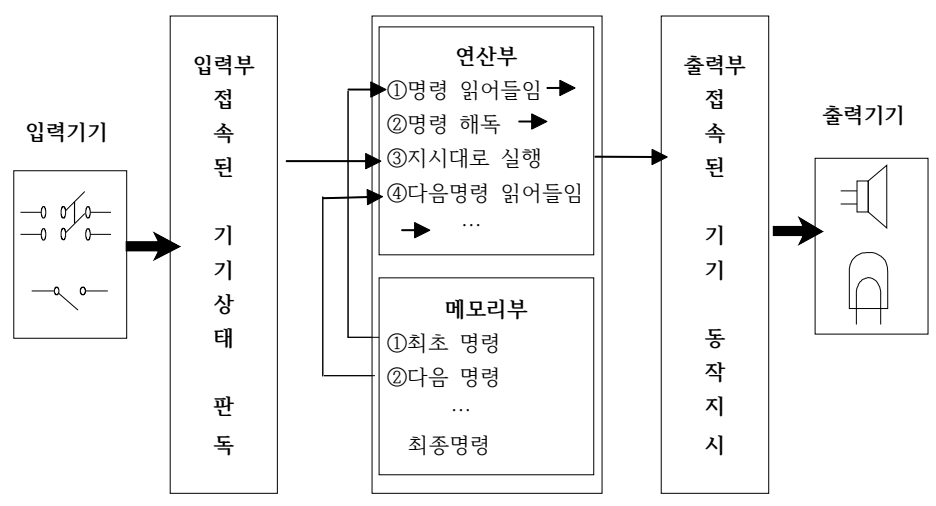 입력기기
입력부
접
속
된
기
기
상
태
판
독
연산부
①명령 읽어들임
②명령 해독
③지시대로 실행
④다음명령 읽어들임
…
메모리부
①최초 명령
②다음 명령
…
최종명령
출력부
접
속
된
기
기
동
작
지
시
출력기기